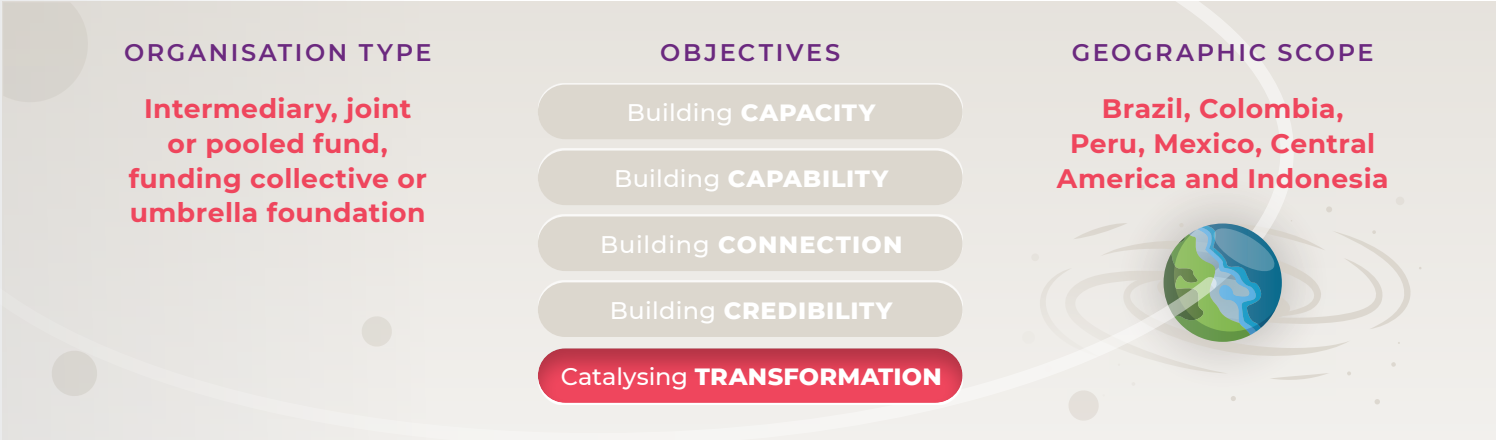 ORGANISATION TYPE
Intermediary, joint
or pooled fund,
funding collective or
umbrella foundation
OBJECTIVES
Building CAPACITY
Building CAPABILITY
Building CONNECTION
Building CREDIBILITY
Catalysing TRANSFORMATION
GEOGRAPHIC SCOPE
Brazil, Colombia,
Peru, Mexico, Central
America and Indonesia